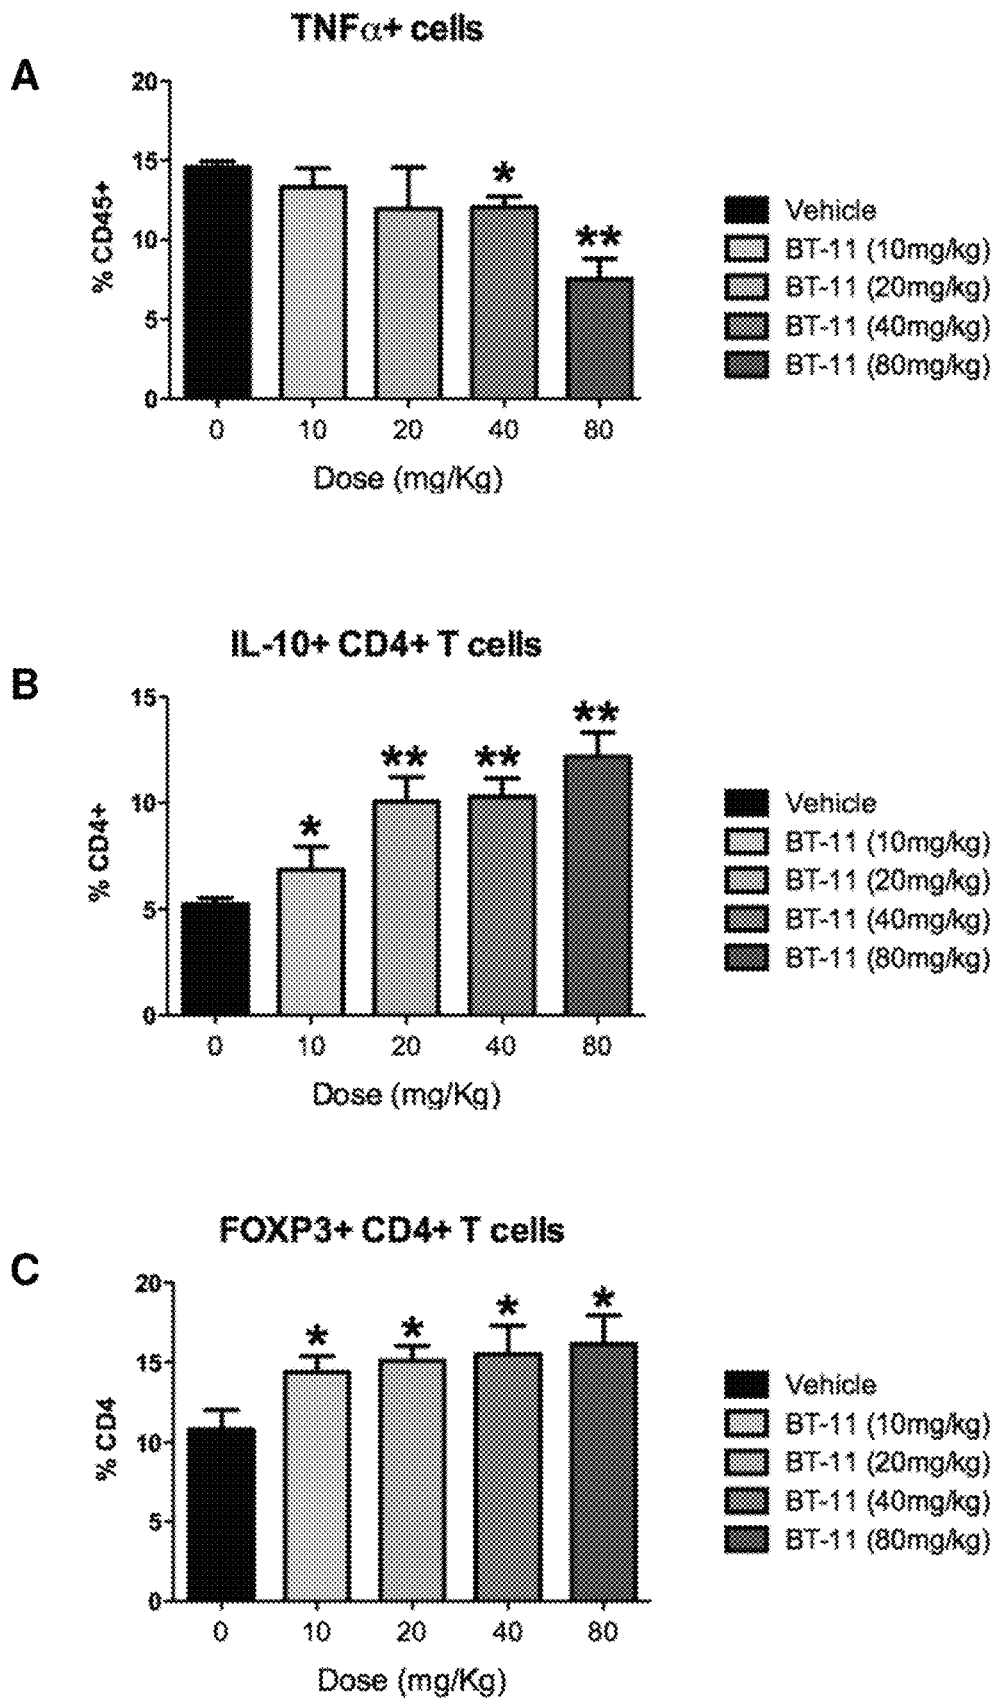 TNFα+ cells
A
20
15
10
5
0
% CD45+
*
**
0 10 20 40 80
Dose (mg/Kg)
Vehicle
BT-11 (10mg/kg)
BT-11 (20mg/kg)
BT-11 (40mg/kg)
BT-11 (80mg/kg)
IL-10+ CD4+ T cells
B
15
10
5
0
% CD4+
*
**
**
**
0 10 20 40 80
Dose (mg/Kg)
Vehicle
BT-11 (10mg/kg)
BT-11 (20mg/kg)
BT-11 (40mg/kg)
BT-11 (80mg/kg)
FOXP3+ CD4+ T cells
C
20
15
10
5
0
% CD4
*
*
*
*
0 10 20 40 80
Dose (mg/Kg)
Vehicle
BT-11 (10mg/kg)
BT-11 (20mg/kg)
BT-11 (40mg/kg)
BT-11 (80mg/kg)